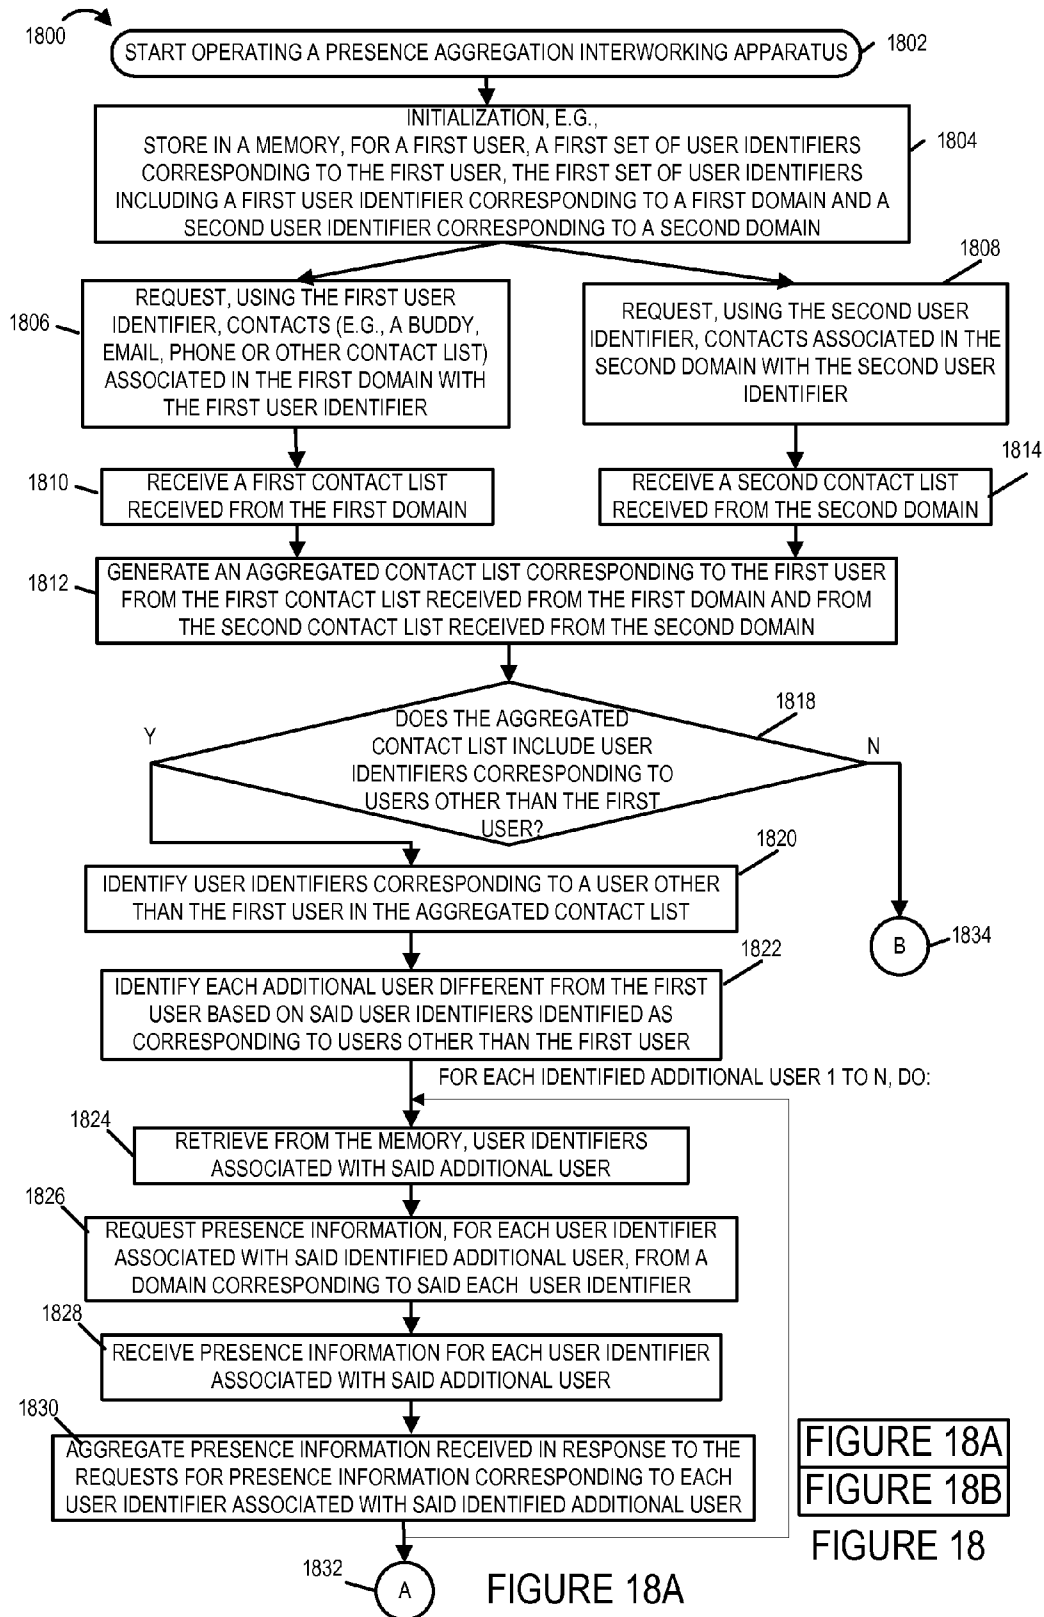 1800
START OPERATING A PRESENCE AGGREGATION INTERWORKING APPARATUS
1802
INITIALIZATION, E.G.,
STORE IN A MEMORY, FOR A FIRST USER, A FIRST SET OF USER IDENTIFIERS
CORRESPONDING TO THE FIRST USER, THE FIRST SET OF USER IDENTIFIERS
INCLUDING A FIRST USER IDENTIFIER CORRESPONDING TO A FIRST DOMAIN AND A
SECOND USER IDENTIFIER CORRESPONDING TO A SECOND DOMAIN
1804
1806
REQUEST, USING THE FIRST USER
IDENTIFIER, CONTACTS (E.G., A BUDDY,
EMAIL, PHONE OR OTHER CONTACT LIST)
ASSOCIATED IN THE FIRST DOMAIN WITH
THE FIRST USER IDENTIFIER
1808
REQUEST, USING THE SECOND USER
IDENTIFIER, CONTACTS ASSOCIATED IN THE
SECOND DOMAIN WITH THE SECOND USER
IDENTIFIER
1810
RECEIVE A FIRST CONTACT LIST
RECEIVED FROM THE FIRST DOMAIN
1814
RECEIVE A SECOND CONTACT LIST
RECEIVED FROM THE SECOND DOMAIN
1812
GENERATE AN AGGREGATED CONTACT LIST CORRESPONDING TO THE FIRST USER
FROM THE FIRST CONTACT LIST RECEIVED FROM THE FIRST DOMAIN AND FROM
THE SECOND CONTACT LIST RECEIVED FROM THE SECOND DOMAIN
1818
DOES THE AGGREGATED
CONTACT LIST INCLUDE USER
IDENTIFIERS CORRESPONDING TO
USERS OTHER THAN THE FIRST
USER?
Y
N
1820
IDENTIFY USER IDENTIFIERS CORRESPONDING TO A USER OTHER
THAN THE FIRST USER IN THE AGGREGATED CONTACT LIST
B
1834
1822
IDENTIFY EACH ADDITIONAL USER DIFFERENT FROM THE FIRST
USER BASED ON SAID USER IDENTIFIERS IDENTIFIED AS
CORRESPONDING TO USERS OTHER THAN THE FIRST USER
FOR EACH IDENTIFIED ADDITIONAL USER 1 TO N, DO:
1824
RETRIEVE FROM THE MEMORY, USER IDENTIFIERS
ASSOCIATED WITH SAID ADDITIONAL USER
1826
REQUEST PRESENCE INFORMATION, FOR EACH USER IDENTIFIER
ASSOCIATED WITH SAID IDENTIFIED ADDITIONAL USER, FROM A
DOMAIN CORRESPONDING TO SAID EACH USER IDENTIFIER
1828
RECEIVE PRESENCE INFORMATION FOR EACH USER IDENTIFIER
ASSOCIATED WITH SAID ADDITIONAL USER
1830
AGGREGATE PRESENCE INFORMATION RECEIVED IN RESPONSE TO THE
REQUESTS FOR PRESENCE INFORMATION CORRESPONDING TO EACH
USER IDENTIFIER ASSOCIATED WITH SAID IDENTIFIED ADDITIONAL USER
FIGURE 18A
FIGURE 18B
FIGURE 18
1832
A
FIGURE 18A